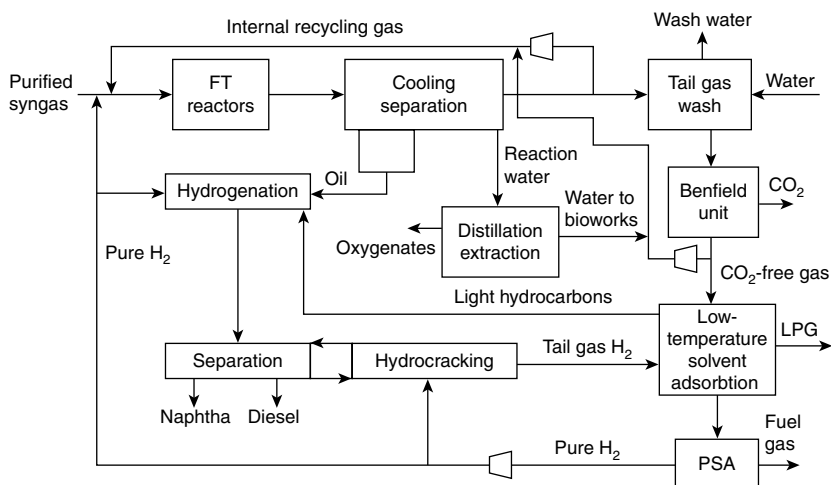 Internal recycling gas
Wash water
Purified
syngas
FT
reactors
Cooling
separation
Tail gas
wash
Water
Oil
Reaction
water
Hydrogenation
Water to
bioworks
Benfield
unit
CO2
Pure H2
Oxygenates
Distillation
extraction
CO2-free gas
Light hydrocarbons
Low-
temperature
solvent
adsorbtion
LPG
Separation
Hydrocracking
Tail gas H2
Naphtha
Diesel
Pure H2
PSA
Fuel
gas